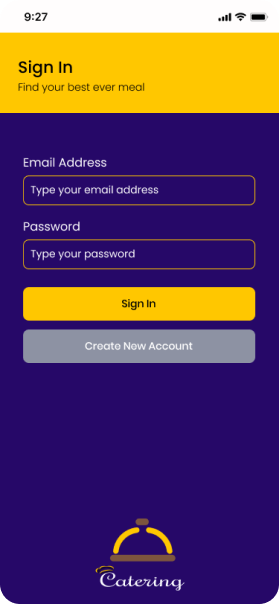 9:27
Sign In
Find your best ever meal
Email Address
Type your email address
Password
Type your password
Sign In
Create New Account
Catering